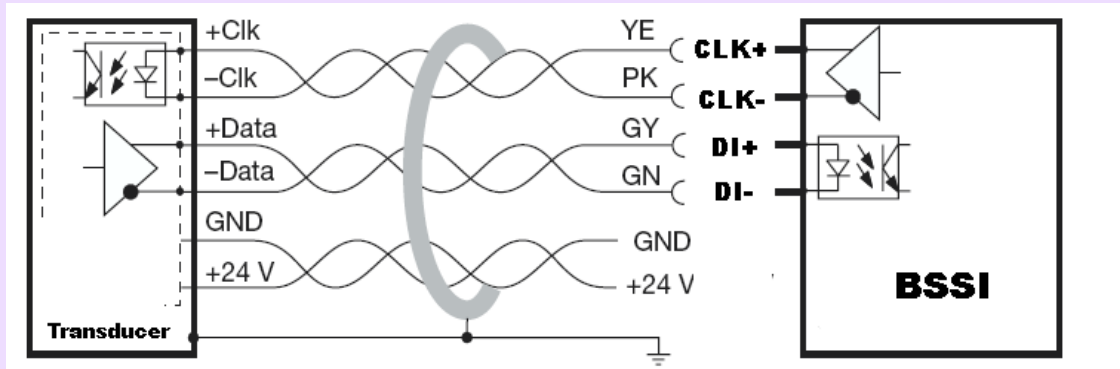 +Clk YE CLK+
–Clk PK CLK-
+Data GY DI+
–Data GN DI-
GND GND
+24 V +24 V
BSSI
Transducer